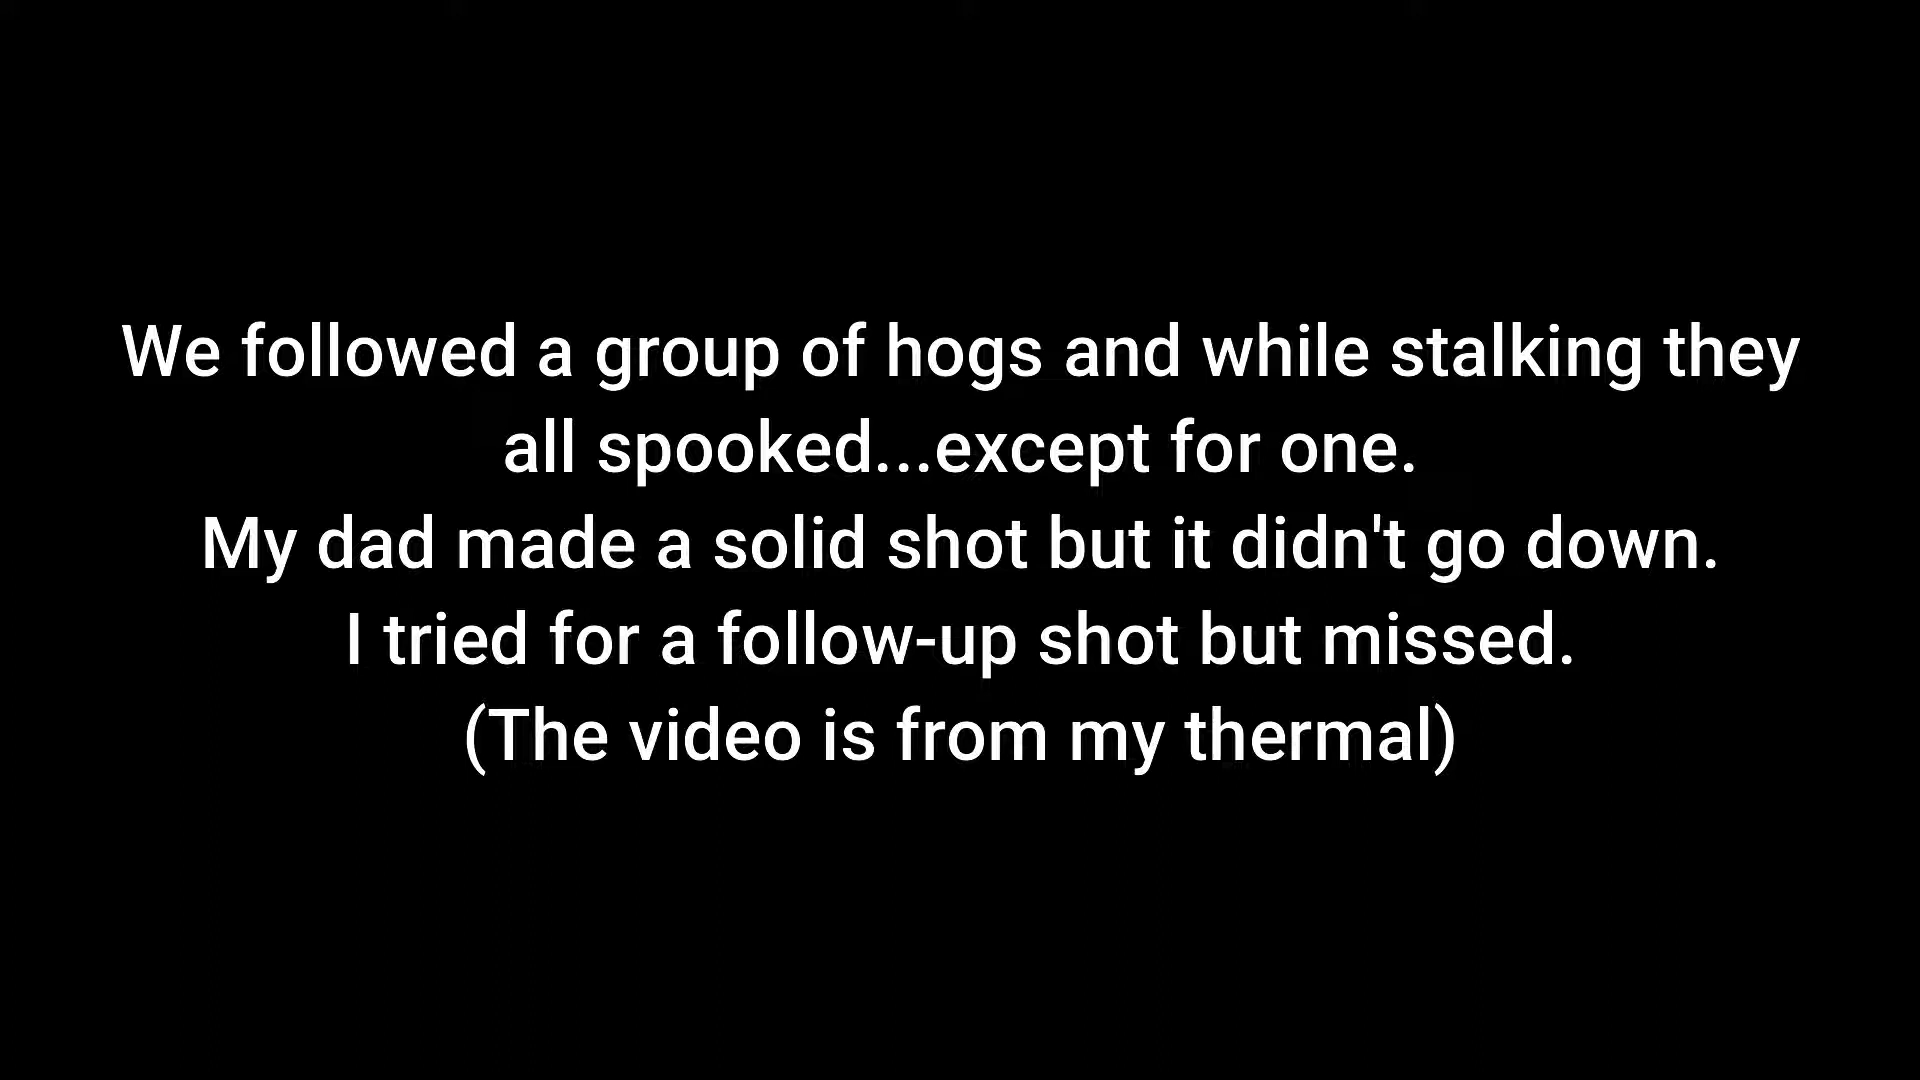 We followed a group of hogs and while stalking they
all spooked...except for one.
My dad made a solid shot but it didn't go down.
I tried for a follow-up shot but missed.
(The video is from my thermal)